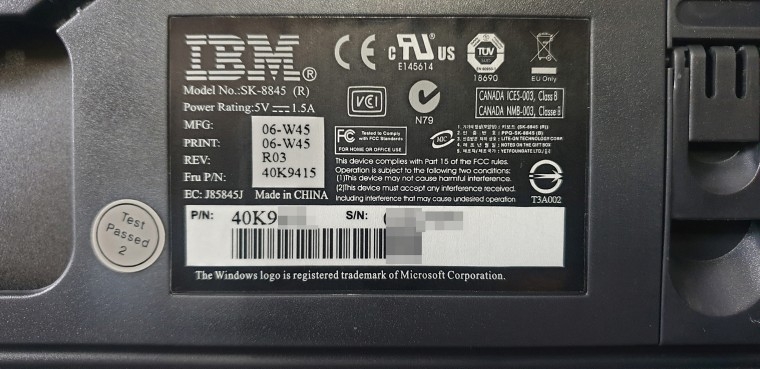 IBM®
CE
c RU US
E145614
TUV
18690
EU Only
Model No.:SK-8845 (R)
Power Rating:5V 1.5A
VCI
N79
CANADA ICES-003, Class B
CANADA NMB-003, Classe B
MFG: 06-W45
PRINT: 06-W45
REV: R03
Fru P/N: 40K9415
EC: J85845J Made in CHINA
FC Tested to Comply
with FCC Standards
FOR HOME OR OFFICE USE
MIC
This device complies with Part 15 of the FCC rules.
Operation is subject to the following two conditions:
(1)This device may not cause harmful interference.
(2)This device must accept any interference received.
Including interference that may cause undesired operation
T3A002
P/N: 40K9
S/N:
The Windows logo is registered trademark of Microsoft Corporation.
Test
Passed
2